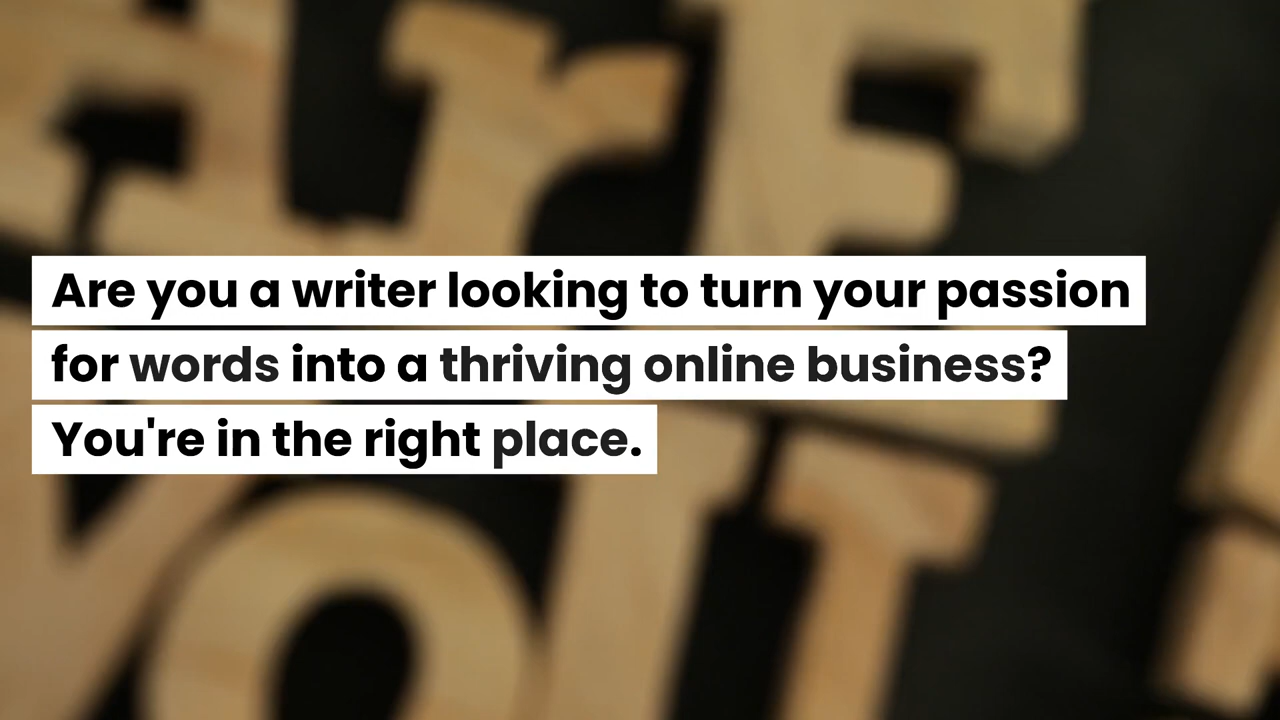 Are you a writer looking to turn your passion
for words into a thriving online business?
You're in the right place.